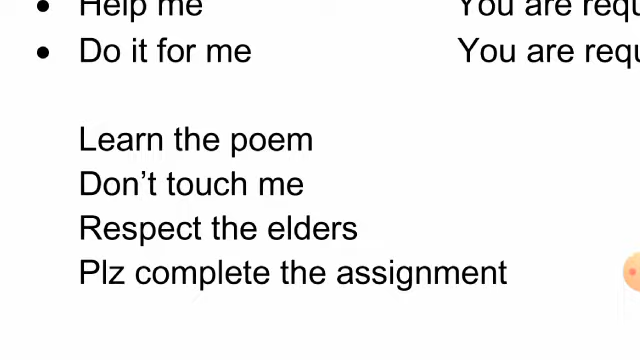 • Help me You are
• Do it for me You are
Learn the poem
Don’t touch me
Respect the elders
Plz complete the assignment